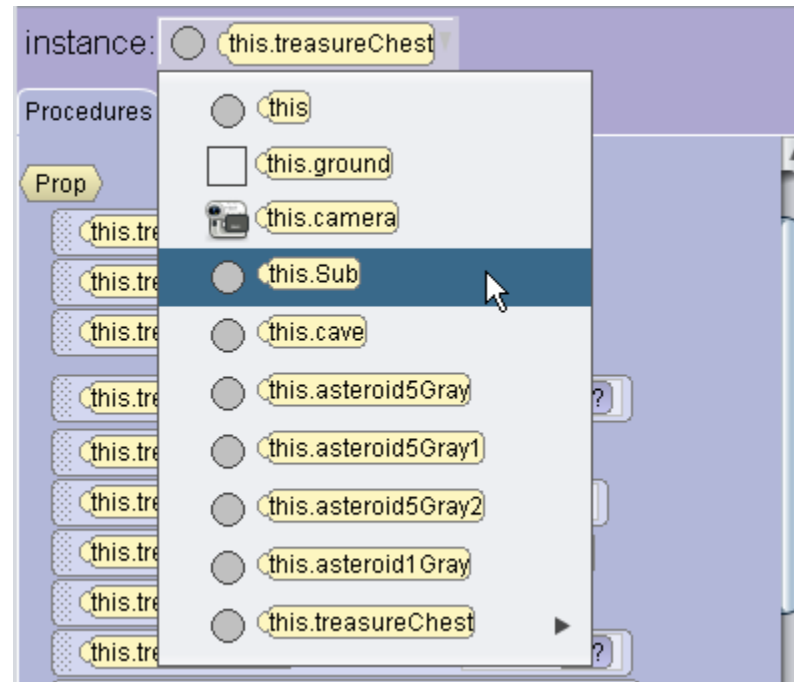 instance: this.treasureChest
this
Procedures
this.ground
Prop
this.camera
this.tre
this.Sub
this.tre
this.cave
this.tre
this.asteroid5Gray
this.tre ?
this.asteroid5Gray1
this.tre
this.asteroid5Gray2
this.tre
this.asteroid1Gray
this.tre
this.treasureChest
this.tre
this.tre ?